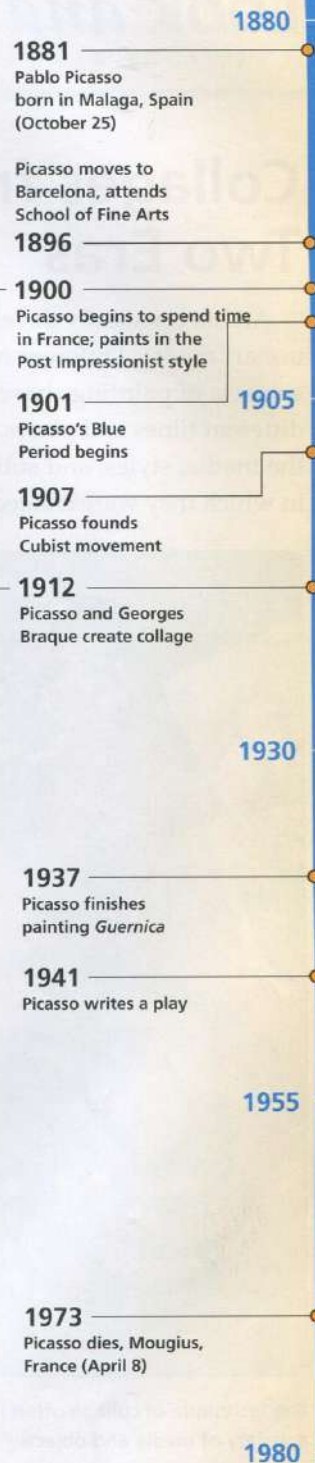 1880
1881
Pablo Picasso
born in Malaga, Spain
(October 25)
Picasso moves to
Barcelona, attends
School of Fine Arts
1896
1900
Picasso begins to spend time
in France; paints in the
Post Impressionist style
1901
Picasso's Blue
Period begins
1905
1907
Picasso founds
Cubist movement
1912
Picasso and Georges
Braque create collage
1930
1937
Picasso finishes
painting Guernica
1941
Picasso writes a play
1955
1973
Picasso dies, Mougius,
France (April 8)
1980